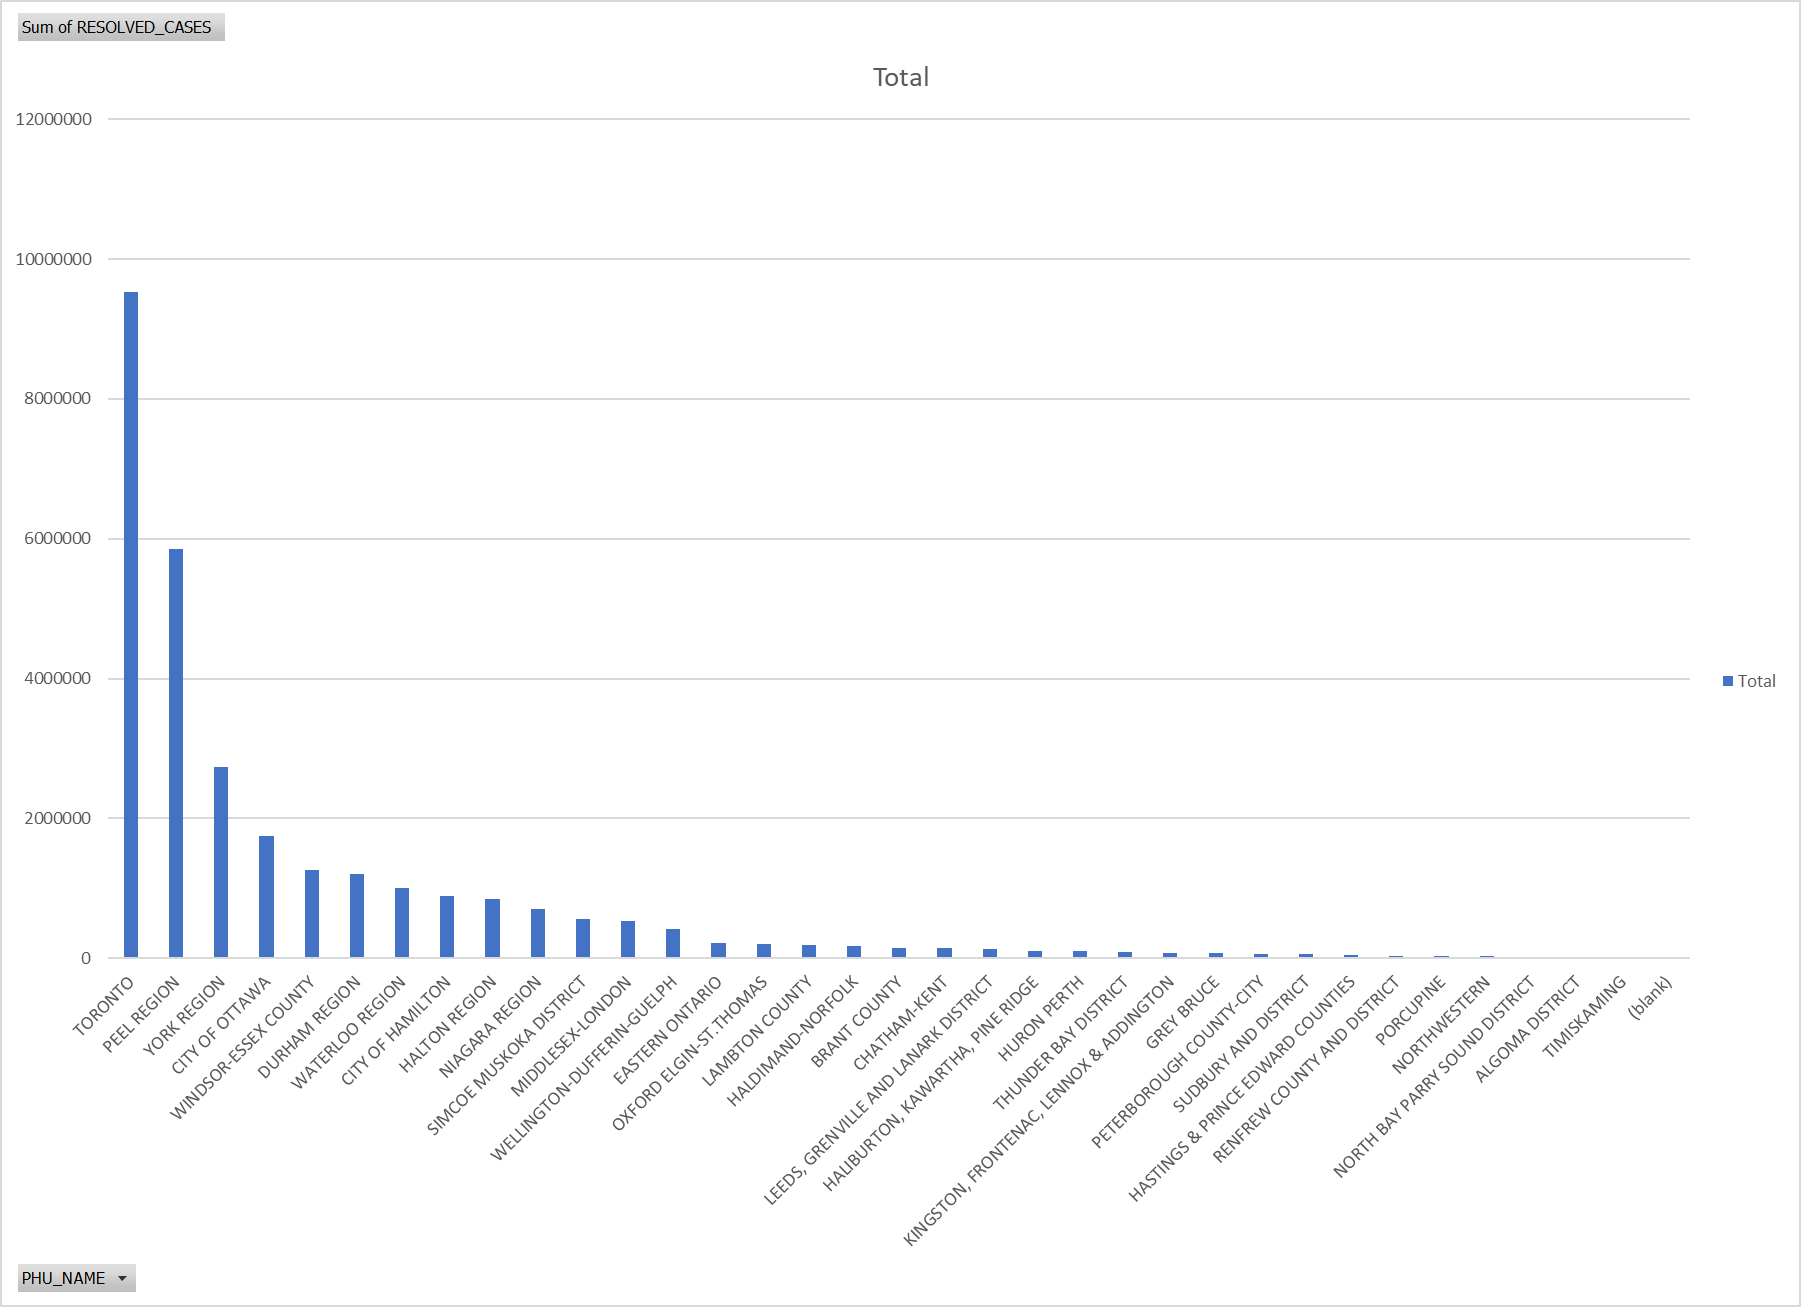 Sum of RESOLVED_CASES
Total
12000000
10000000
8000000
6000000
4000000
2000000
0
Total
TORONTO
PEEL REGION
YORK REGION
CITY OF OTTAWA
WINDSOR-ESSEX COUNTY
DURHAM REGION
WATERLOO REGION
CITY OF HAMILTON
HALTON REGION
NIAGARA REGION
SIMCOE MUSKOKA DISTRICT
MIDDLESEX-LONDON
WELLINGTON-DUFFERIN-GUELPH
EASTERN ONTARIO
OXFORD ELGIN-ST.THOMAS
LAMBTON COUNTY
HALDIMAND-NORFOLK
BRANT COUNTY
CHATHAM-KENT
LEEDS, GRENVILLE AND LANARK DISTRICT
HALIBURTON, KAWARTHA, PINE RIDGE
HURON PERTH
THUNDER BAY DISTRICT
KINGSTON, FRONTENAC, LENNOX & ADDINGTON
GREY BRUCE
PETERBOROUGH COUNTY-CITY
SUDBURY AND DISTRICT
HASTINGS & PRINCE EDWARD COUNTIES
RENFREW COUNTY AND DISTRICT
PORCUPINE
NORTHWESTERN
NORTH BAY PARRY SOUND DISTRICT
ALGOMA DISTRICT
TIMISKAMING
(blank)
PHU_NAME